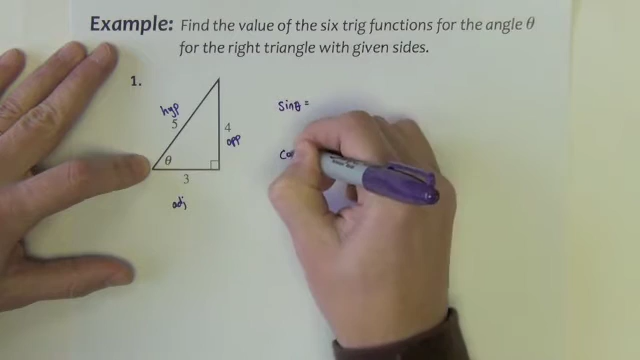 Example: Find the value of the six trig functions for the angle θ
for the right triangle with given sides.
1.
hyp
5
4
opp
θ
3
adj
sinθ =